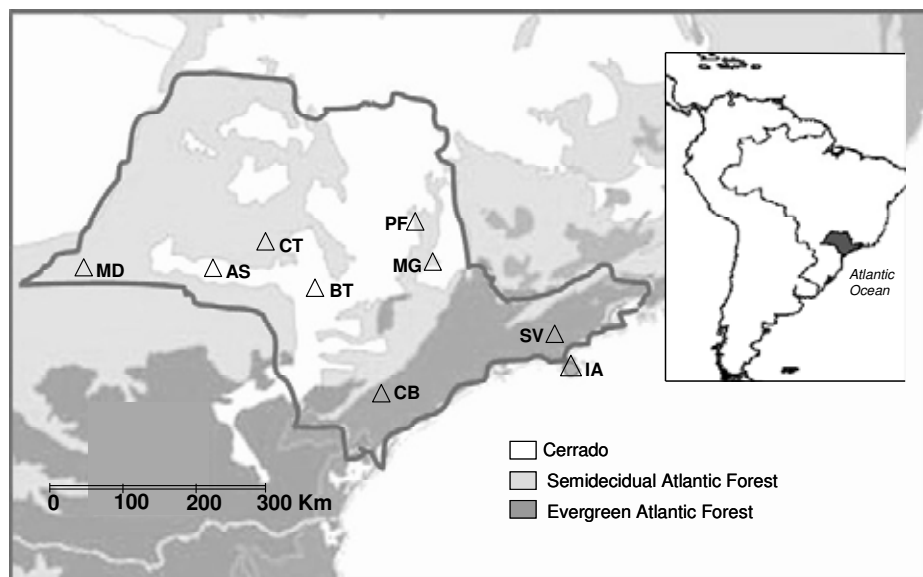 PF
CT
MG
MD
AS
BT
SV
IA
CB
Atlantic
Ocean
Cerrado
Semidecidual Atlantic Forest
Evergreen Atlantic Forest
0 100 200 300 Km